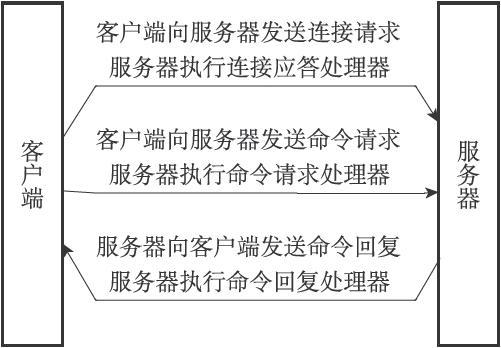 客户端
客户端向服务器发送连接请求
服务器执行连接应答处理器
客户端向服务器发送命令请求
服务器执行命令请求处理器
服务器向客户端发送命令回复
服务器执行命令回复处理器
服务器